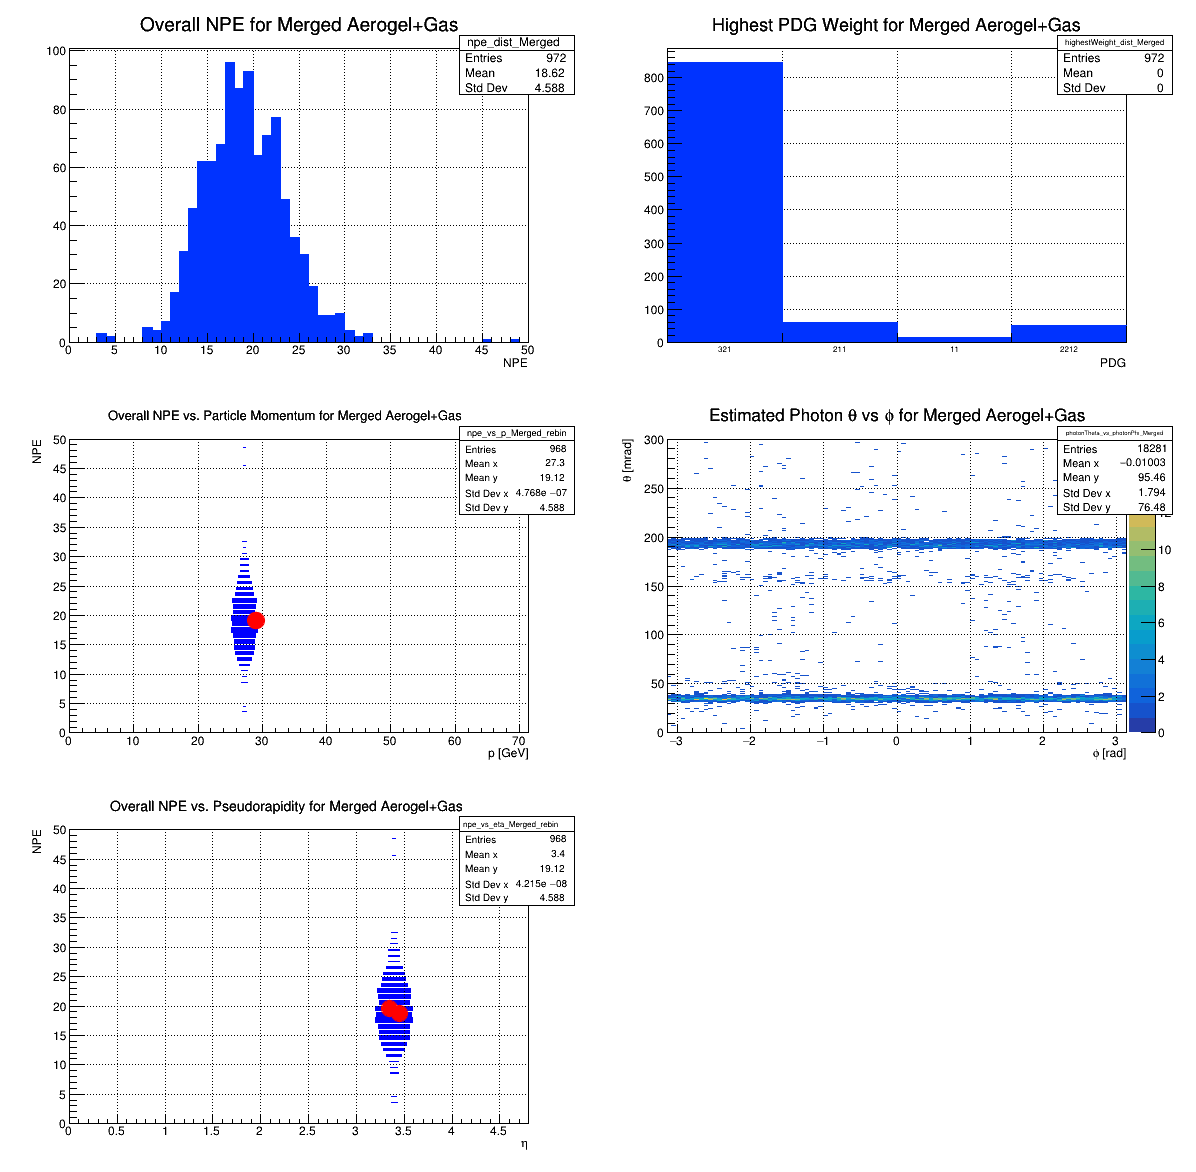 Overall NPE for Merged Aerogel+Gas
npe_dist_Merged
Entries 972
Mean 18.62
Std Dev 4.588
100
80
60
40
20
0
0 5 10 15 20 25 30 35 40 45 50
NPE
Highest PDG Weight for Merged Aerogel+Gas
highestWeight_dist_Merged
Entries 972
Mean 0
Std Dev 0
800
700
600
500
400
300
200
100
0
321 211 11 2212
PDG
Overall NPE vs. Particle Momentum for Merged Aerogel+Gas
npe_vs_p_Merged_rebin
Entries 968
Mean x 27.3
Mean y 19.12
Std Dev x 4.768e −07
Std Dev y 4.588
NPE
50
45
40
35
30
25
20
15
10
5
0
0 10 20 30 40 50 60 70
p [GeV]
Estimated Photon θ vs ϕ for Merged Aerogel+Gas
photonTheta_vs_photonPhi_Merged
Entries 18281
Mean x −0.01003
Mean y 95.46
Std Dev x 1.794
Std Dev y 76.48
θ [mrad]
300
250
200
150
100
50
0
−3 −2 −1 0 1 2 3
ϕ [rad]
10
8
6
4
2
0
Overall NPE vs. Pseudorapidity for Merged Aerogel+Gas
npe_vs_eta_Merged_rebin
Entries 968
Mean x 3.4
Mean y 19.12
Std Dev x 4.215e −08
Std Dev y 4.588
NPE
50
45
40
35
30
25
20
15
10
5
0
0 0.5 1 1.5 2 2.5 3 3.5 4 4.5
η